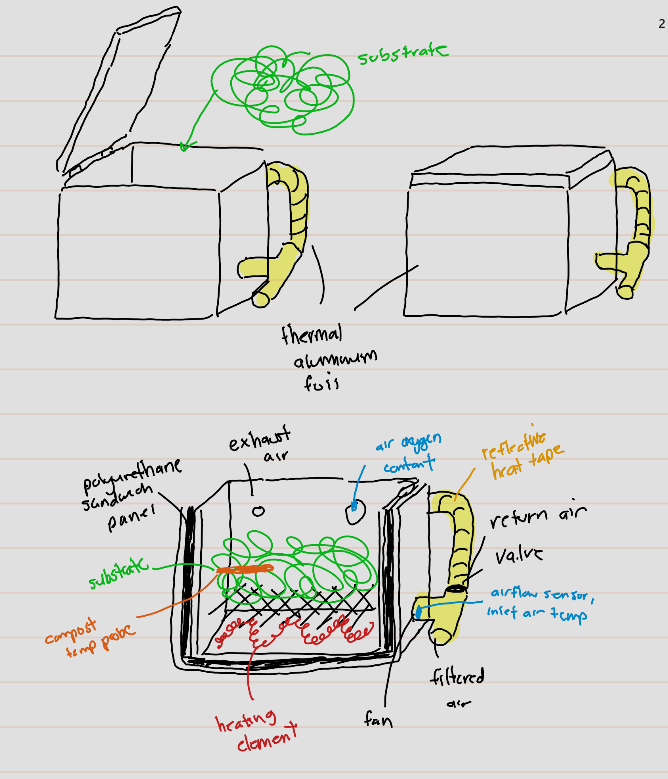 2
substrate
thermal
aluminum
foil
exhaust
air
air oxygen
content
reflective
heat tape
polyurethane
sandwich
panel
return air
valve
substrate
airflow sensor,
inlet air temp
compost
temp probe
filtered
air
fan
heating
element